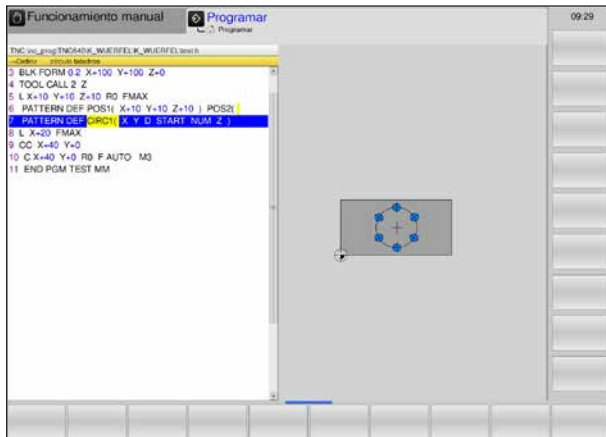 Funcionamiento manual
Programar
Programar
09:29
TNC:\nc_prog\TNC640\K_WUERFEL\K_WUERFEL\test.h
→Definir círculo taladros
3 BLK FORM 0.2 X+100 Y+100 Z+0
4 TOOL CALL 2 Z
5 L X+10 Y+10 Z+10 R0 FMAX
6 PATTERN DEF POS1( X+10 Y+10 Z+10 ) POS2(
7 PATTERN DEF CIRC1( X Y D START NUM Z )
8 L X+20 FMAX
9 CC X+40 Y+0
10 C X+40 Y+0 R0 F AUTO M3
11 END PGM TEST MM